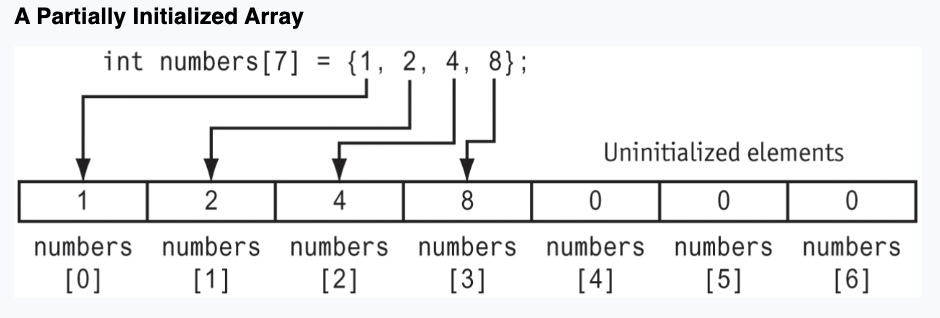 A Partially Initialized Array
int numbers[7] = {1, 2, 4, 8};
Uninitialized elements
1 2 4 8 0 0 0
numbers numbers numbers numbers numbers numbers numbers
[0] [1] [2] [3] [4] [5] [6]